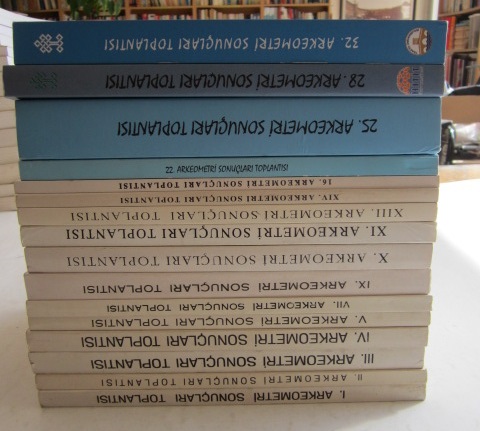 32. ARKEOMETRİ SONUÇLARI TOPLANTISI
28. ARKEOMETRİ SONUÇLARI TOPLANTISI
25. ARKEOMETRİ SONUÇLARI TOPLANTISI
22. ARKEOMETRİ SONUÇLARI TOPLANTISI
16. ARKEOMETRİ SONUÇLARI TOPLANTISI
XIV. ARKEOMETRİ SONUÇLARI TOPLANTISI
XIII. ARKEOMETRİ SONUÇLARI TOPLANTISI
XI. ARKEOMETRİ SONUÇLARI TOPLANTISI
X. ARKEOMETRİ SONUÇLARI TOPLANTISI
IX. ARKEOMETRİ SONUÇLARI TOPLANTISI
VII. ARKEOMETRİ SONUÇLARI TOPLANTISI
V. ARKEOMETRİ SONUÇLARI TOPLANTISI
IV. ARKEOMETRİ SONUÇLARI TOPLANTISI
III. ARKEOMETRİ SONUÇLARI TOPLANTISI
II. ARKEOMETRİ SONUÇLARI TOPLANTISI
I. ARKEOMETRİ SONUÇLARI TOPLANTISI